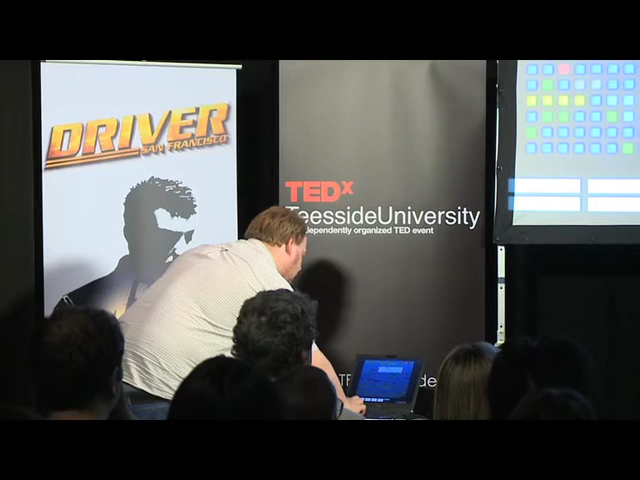 DRIVER
SAN FRANCISCO
TEDx
TeessideUniversity
independently organized TED event